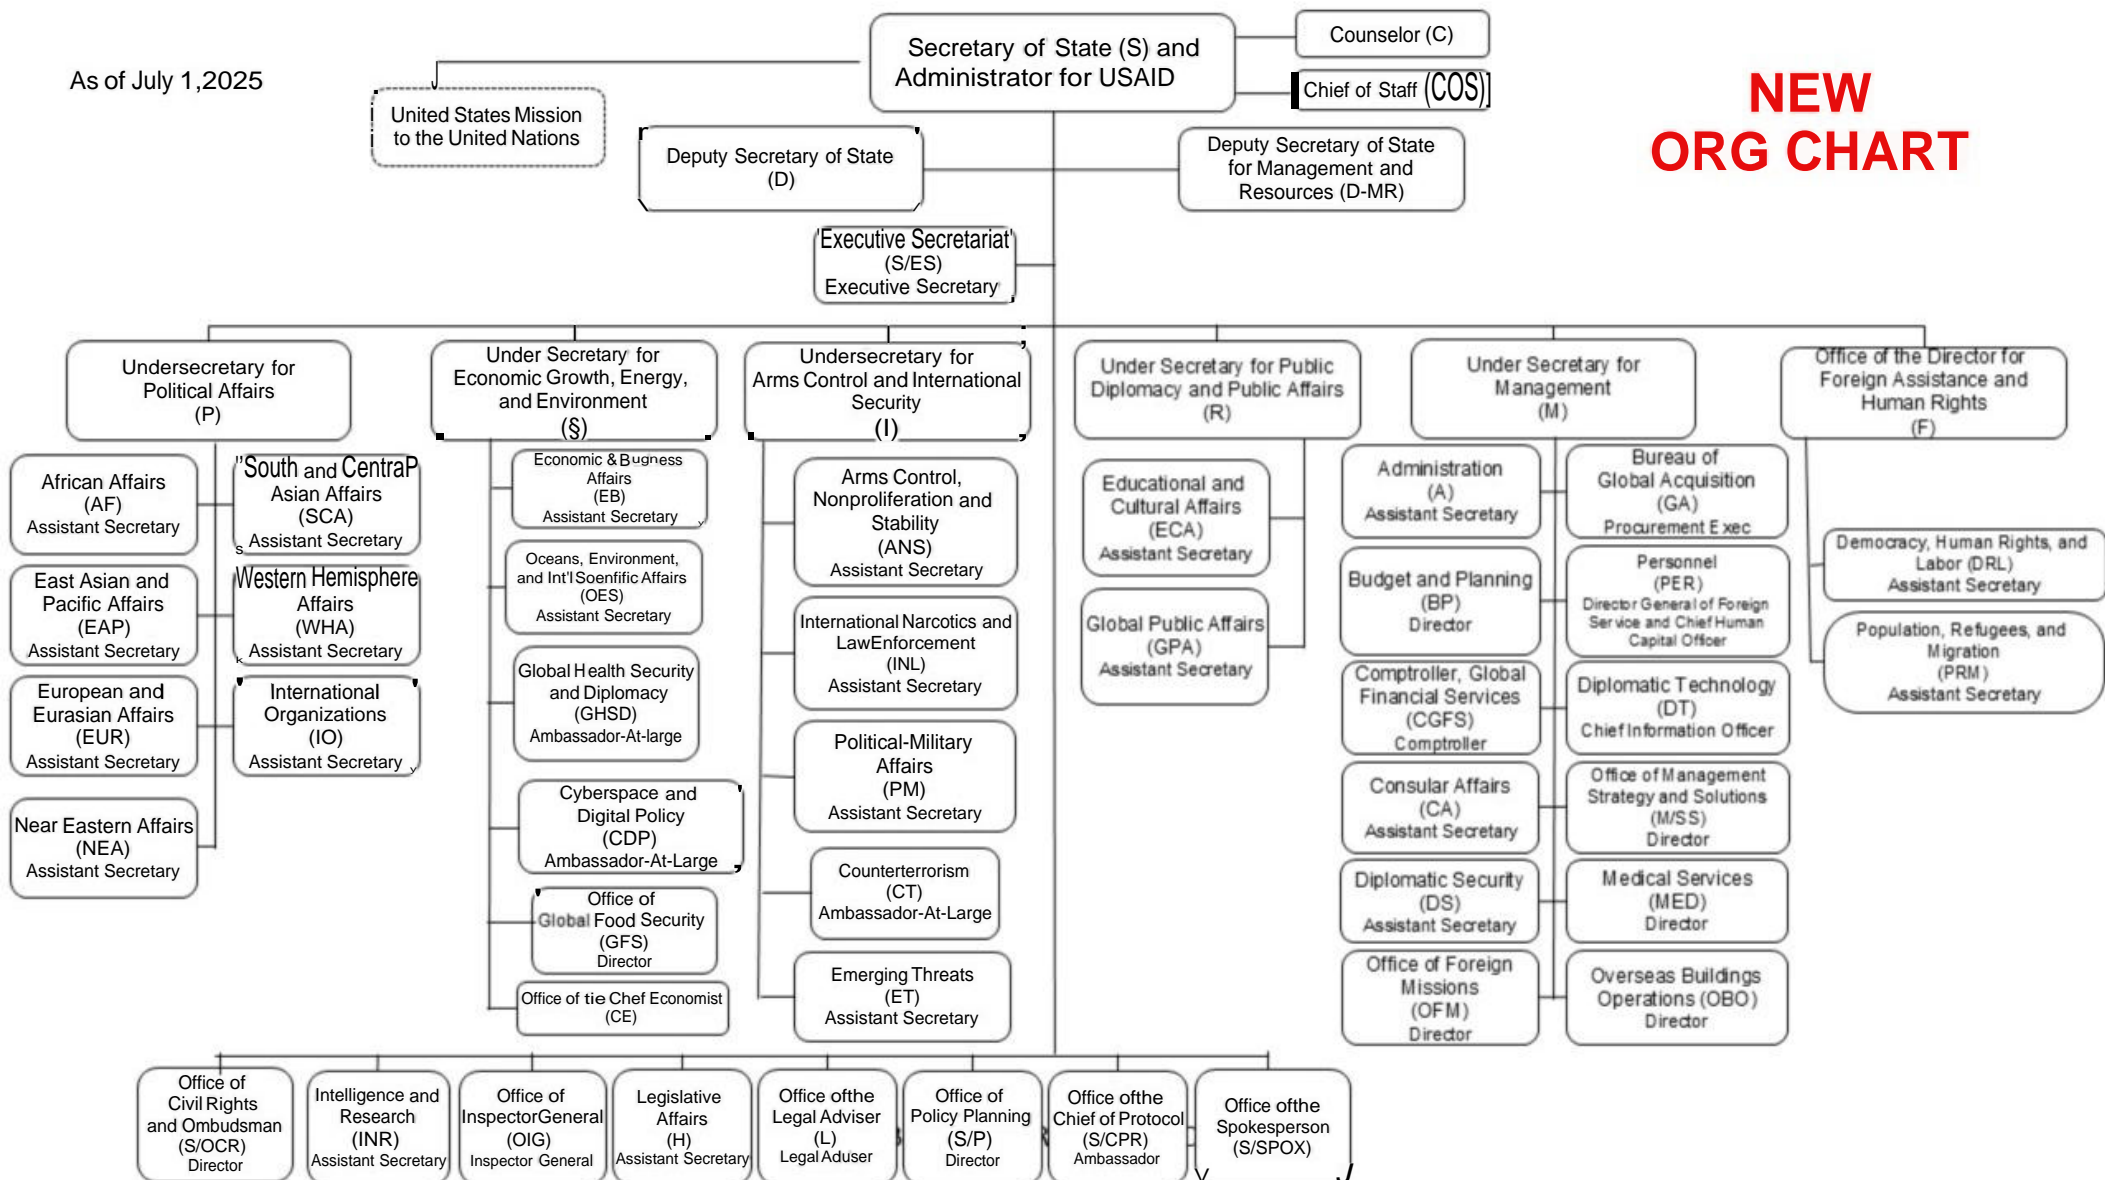 As of July 1,2025
NEW
ORG CHART
Secretary of State (S) and
Administrator for USAID
Counselor (C)
Chief of Staff (COS)]
United States Mission
to the United Nations
Deputy Secretary of State
(D)
Deputy Secretary of State
for Management and
Resources (D-MR)
'Executive Secretariat'
(S/ES)
Executive Secretary
Undersecretary for
Political Affairs
(P)
Under Secretary for
Economic Growth, Energy,
and Environment
(§)
Undersecretary for
Arms Control and International
Security
(I)
Under Secretary for Public
Diplomacy and Public Affairs
(R)
Under Secretary for
Management
(M)
Office of the Director for
Foreign Assistance and
Human Rights
(F)
African Affairs
(AF)
Assistant Secretary
East Asian and
Pacific Affairs
(EAP)
Assistant Secretary
European and
Eurasian Affairs
(EUR)
Assistant Secretary
Near Eastern Affairs
(NEA)
Assistant Secretary
"South and CentraP
Asian Affairs
(SCA)
Assistant Secretary
Western Hemisphere
Affairs
(WHA)
Assistant Secretary
International
Organizations
(IO)
Assistant Secretary
Economic & Bugness
Affairs
(EB)
Assistant Secretary
Oceans, Environment,
and Int'l Soenfific Affairs
(OES)
Assistant Secretary
Global Health Security
and Diplomacy
(GHSD)
Ambassador-At-large
Cyberspace and
Digital Policy
(CDP)
Ambassador-At-Large
Office of
Global Food Security
(GFS)
Director
Office of tie Chef Economist
(CE)
Arms Control,
Nonproliferation and
Stability
(ANS)
Assistant Secretary
International Narcotics and
LawEnforcement
(INL)
Assistant Secretary
Political-Military
Affairs
(PM)
Assistant Secretary
Counterterrorism
(CT)
Ambassador-At-Large
Emerging Threats
(ET)
Assistant Secretary
Educational and
Cultural Affairs
(ECA)
Assistant Secretary
Global Public Affairs
(GPA)
Assistant Secretary
Administration
(A)
Assistant Secretary
Budget and Planning
(BP)
Director
Comptroller, Global
Financial Services
(CGFS)
Comptroller
Consular Affairs
(CA)
Assistant Secretary
Diplomatic Security
(DS)
Assistant Secretary
Office of Foreign
Missions
(OFM)
Director
Bureau of
Global Acquisition
(GA)
Procurement Exec
Personnel
(PER)
Director General of Foreign
Service and Chief Human
Capital Officer
Diplomatic Technology
(DT)
Chief Information Officer
Office of Management
Strategy and Solutions
(M/SS)
Director
Medical Services
(MED)
Director
Overseas Buildings
Operations (OBO)
Director
Democracy, Human Rights, and
Labor (DRL)
Assistant Secretary
Population, Refugees, and
Migration
(PRM)
Assistant Secretary
Office of
Civil Rights
and Ombudsman
(S/OCR)
Director
Intelligence and
Research
(INR)
Assistant Secretary
Office of
InspectorGeneral
(OIG)
Inspector General
Legislative
Affairs
(H)
Assistant Secretary
Office ofthe
Legal Adviser
(L)
Legal Aduser
Office of
Policy Planning
(S/P)
Director
Office ofthe
Chief of Protocol
(S/CPR)
Ambassador
Office ofthe
Spokesperson
(S/SPOX)